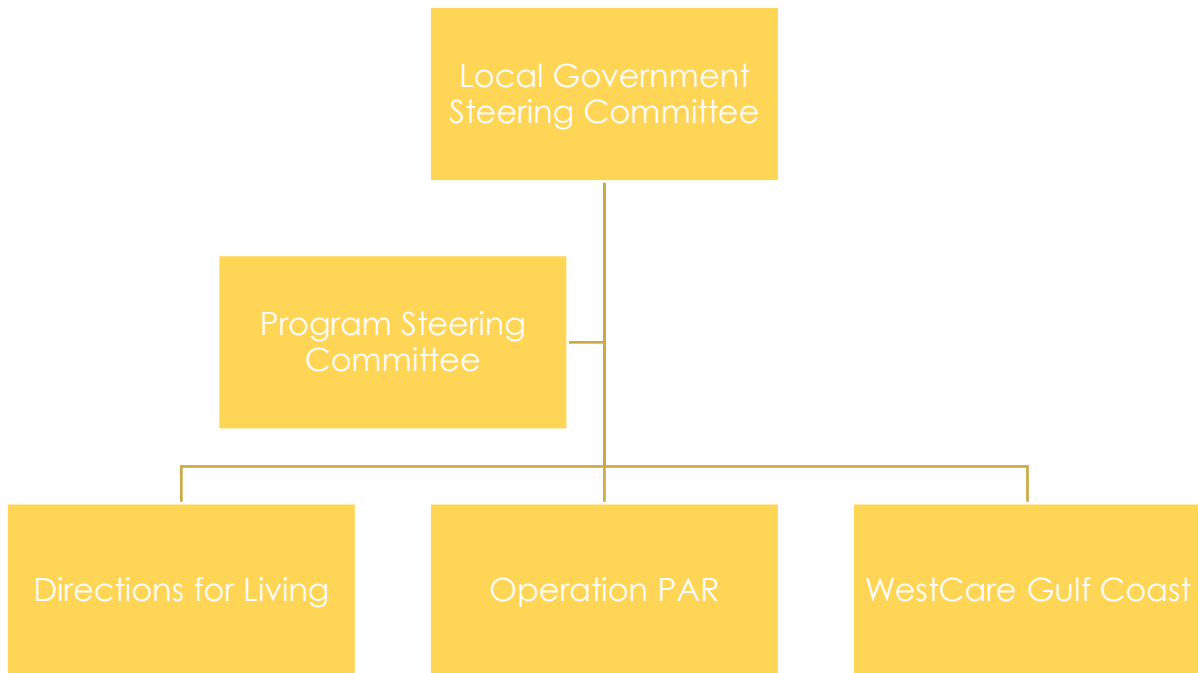 Local Government
Steering Committee
Program Steering
Committee
Directions for Living
Operation PAR
WestCare Gulf Coast